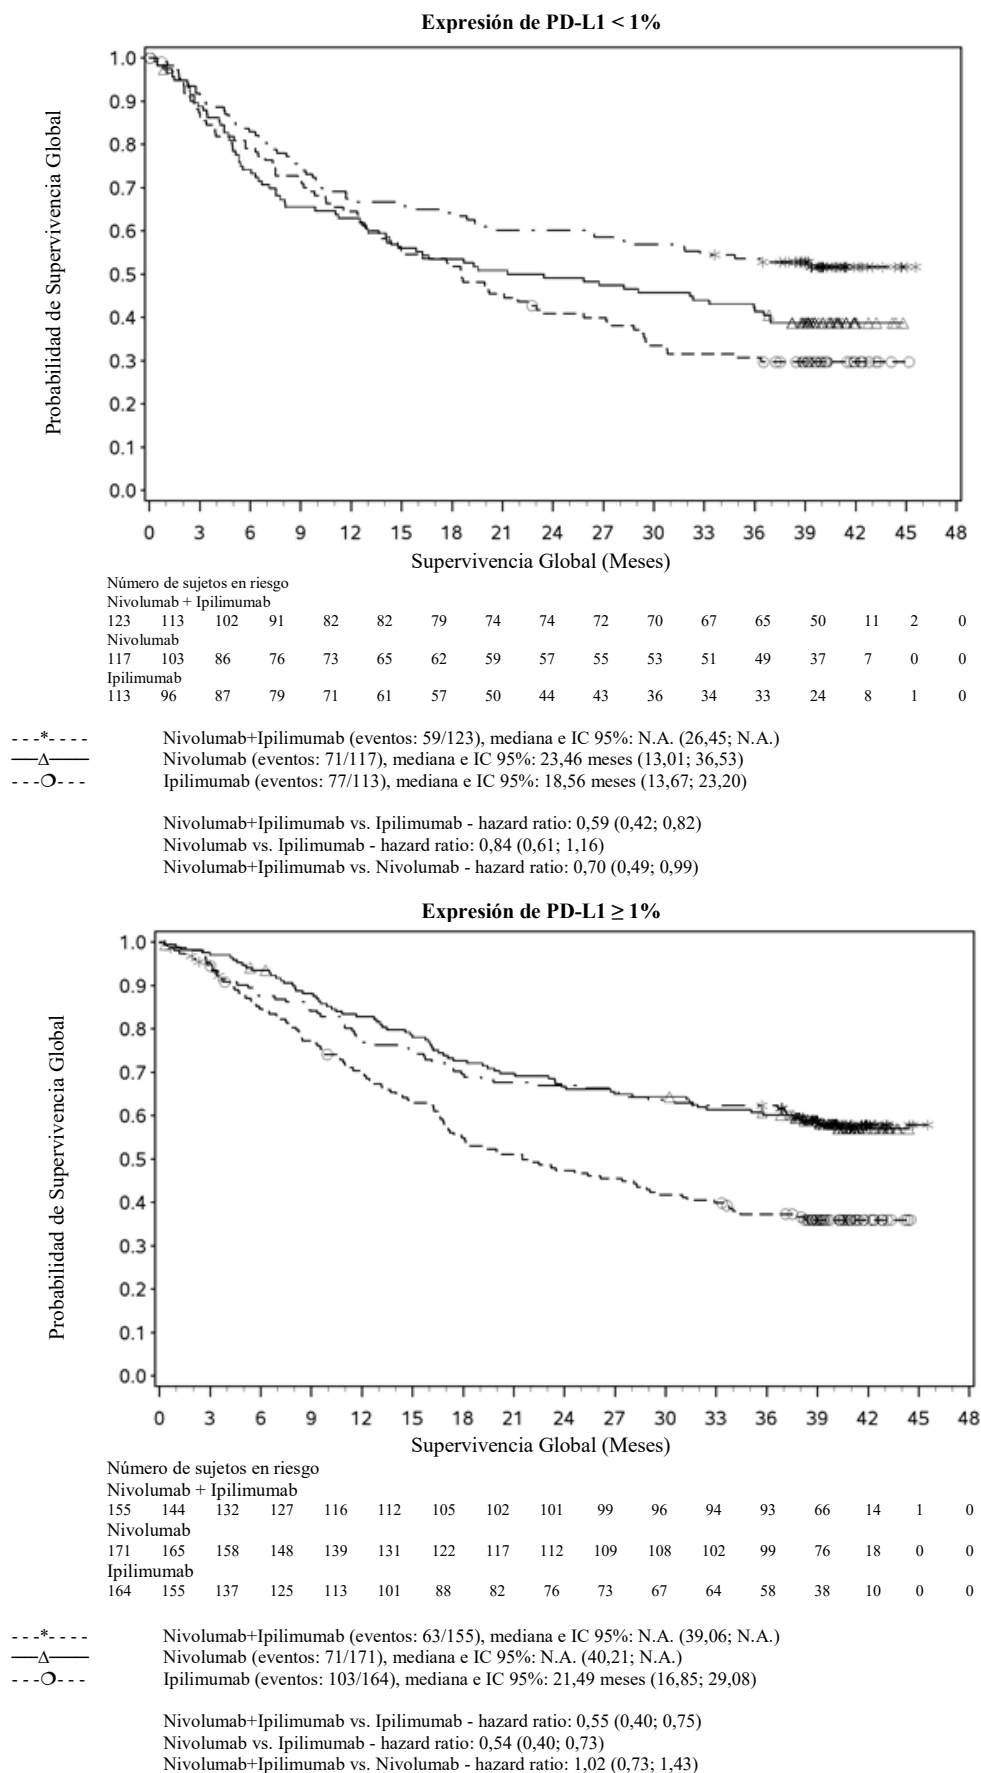 Expresión de PD-L1 < 1%
Probabilidad de Supervivencia Global
1.0
0.9
0.8
0.7
0.6
0.5
0.4
0.3
0.2
0.1
0.0
0 3 6 9 12 15 18 21 24 27 30 33 36 39 42 45 48
Supervivencia Global (Meses)
Número de sujetos en riesgo
Nivolumab + Ipilimumab
123 113 102 91 82 82 79 74 74 72 70 67 65 50 11 2 0
Nivolumab
117 103 86 76 73 65 62 59 57 55 53 51 49 37 7 0 0
Ipilimumab
113 96 87 79 71 61 57 50 44 43 36 34 33 24 8 1 0
- - -*- - - - Nivolumab+Ipilimumab (eventos: 59/123), mediana e IC 95%: N.A. (26,45; N.A.)
──Δ─── Nivolumab (eventos: 71/117), mediana e IC 95%: 23,46 meses (13,01; 36,53)
- - -❍- - - Ipilimumab (eventos: 77/113), mediana e IC 95%: 18,56 meses (13,67; 23,20)
Nivolumab+Ipilimumab vs. Ipilimumab - hazard ratio: 0,59 (0,42; 0,82)
Nivolumab vs. Ipilimumab - hazard ratio: 0,84 (0,61; 1,16)
Nivolumab+Ipilimumab vs. Nivolumab - hazard ratio: 0,70 (0,49; 0,99)
Expresión de PD-L1 ≥ 1%
Probabilidad de Supervivencia Global
1.0
0.9
0.8
0.7
0.6
0.5
0.4
0.3
0.2
0.1
0.0
0 3 6 9 12 15 18 21 24 27 30 33 36 39 42 45 48
Supervivencia Global (Meses)
Número de sujetos en riesgo
Nivolumab + Ipilimumab
155 144 132 127 116 112 105 102 101 99 96 94 93 66 14 1 0
Nivolumab
171 165 158 148 139 131 122 117 112 109 108 102 99 76 18 0 0
Ipilimumab
164 155 137 125 113 101 88 82 76 73 67 64 58 38 10 0 0
- - -*- - - - Nivolumab+Ipilimumab (eventos: 63/155), mediana e IC 95%: N.A. (39,06; N.A.)
──Δ─── Nivolumab (eventos: 71/171), mediana e IC 95%: N.A. (40,21; N.A.)
- - -❍- - - Ipilimumab (eventos: 103/164), mediana e IC 95%: 21,49 meses (16,85; 29,08)
Nivolumab+Ipilimumab vs. Ipilimumab - hazard ratio: 0,55 (0,40; 0,75)
Nivolumab vs. Ipilimumab - hazard ratio: 0,54 (0,40; 0,73)
Nivolumab+Ipilimumab vs. Nivolumab - hazard ratio: 1,02 (0,73; 1,43)